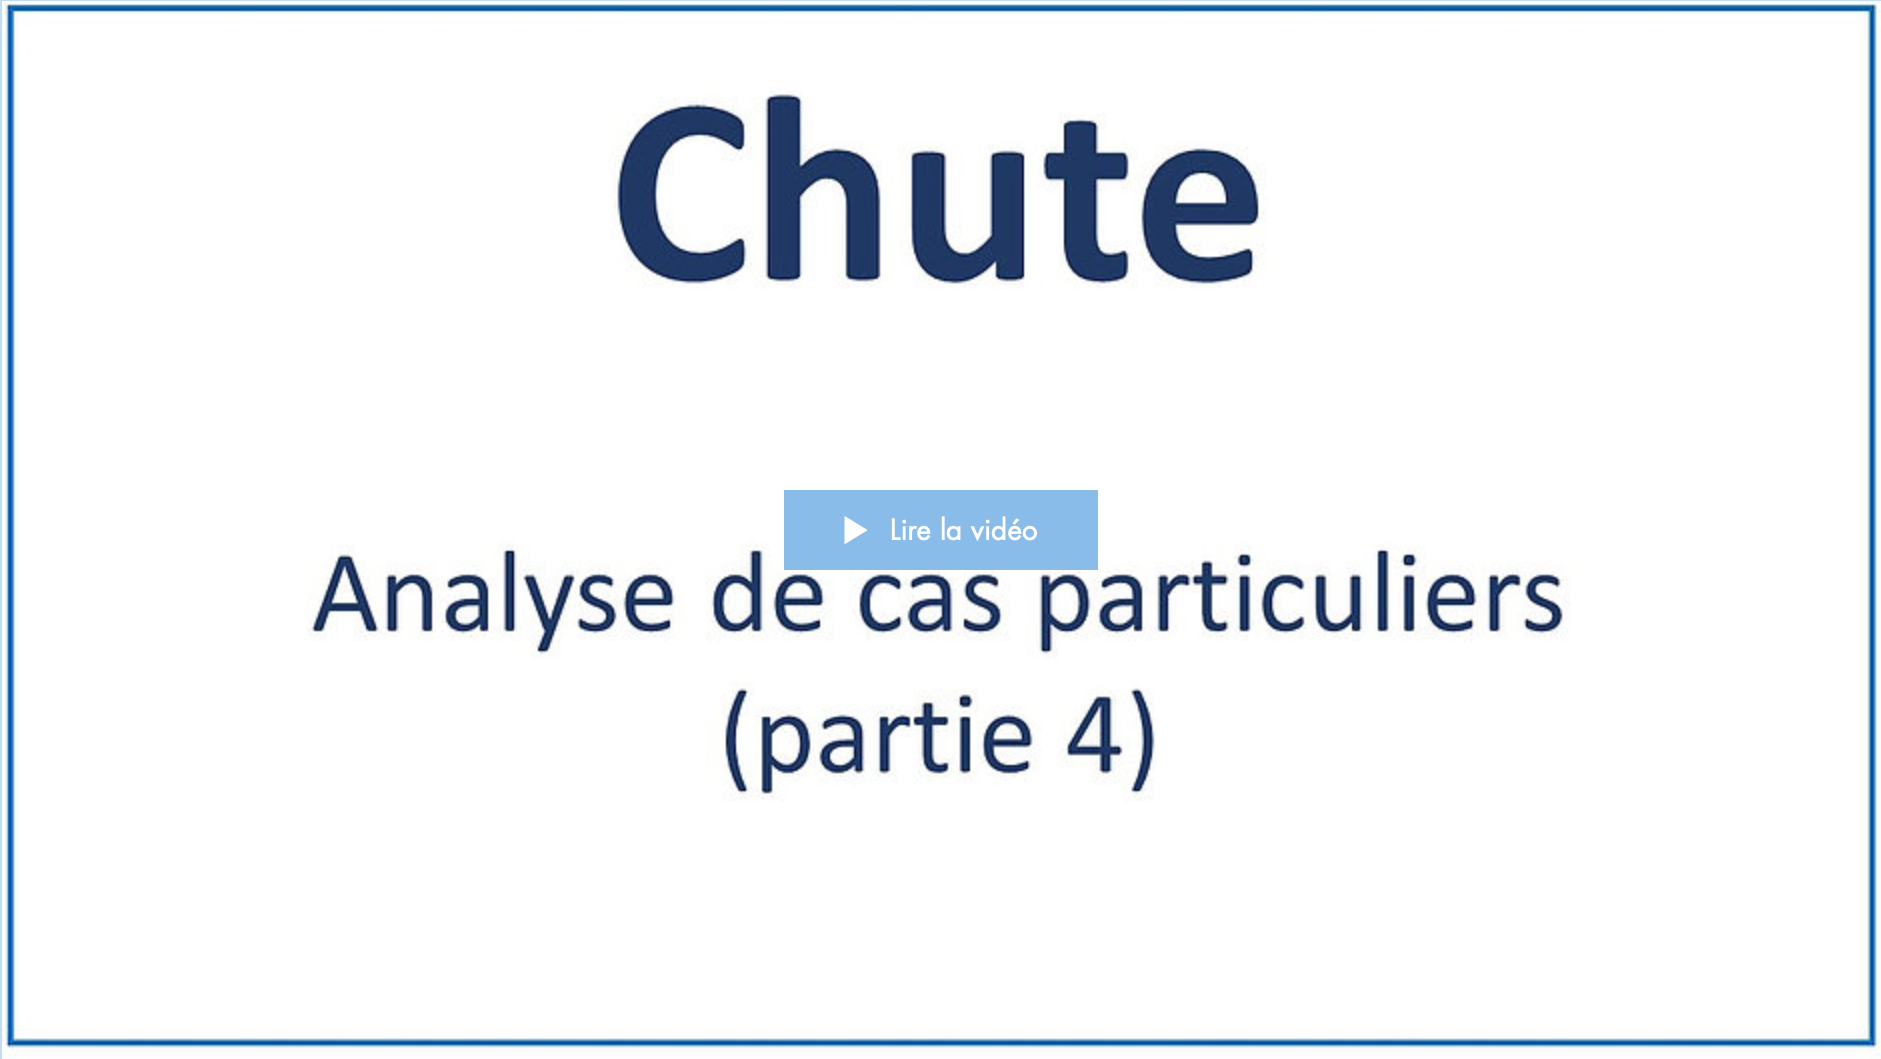 Chute
Lire la vidéo
Analyse de cas particuliers
(partie 4)